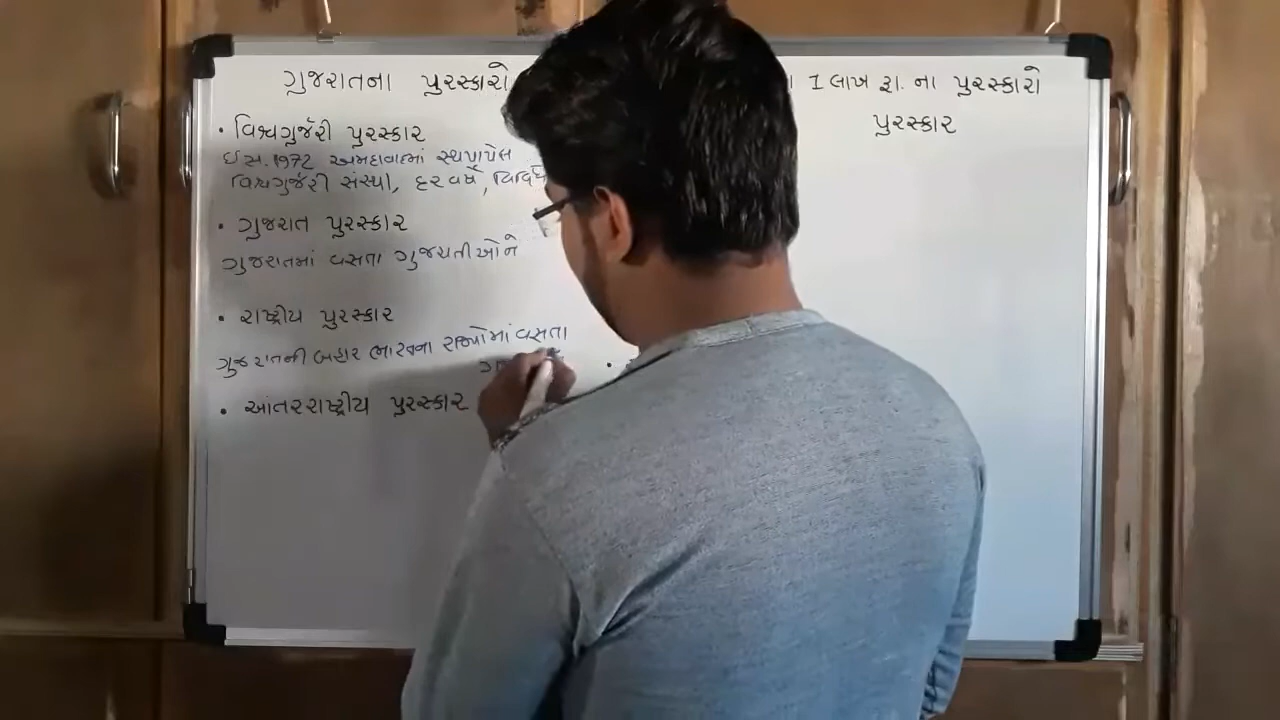 ગુજરાતના પુરસ્કારો
1 લાખ રૂા. ના પુરસ્કારો
પુરસ્કાર
• વિશ્વગુર્જરી પુરસ્કાર
ઈ.સ. 1972 અમદાવાદમાં સ્થપાયેલ
વિશ્વગુર્જરી સંસ્થા, દર વર્ષે,
• ગુજરાત પુરસ્કાર
ગુજરાતમાં વસતા ગુજરાતીઓને
• રાષ્ટ્રીય પુરસ્કાર
ગુજરાતની બહાર ભારતના રાજ્યોમાં વસતા
• આંતરરાષ્ટ્રીય પુરસ્કાર